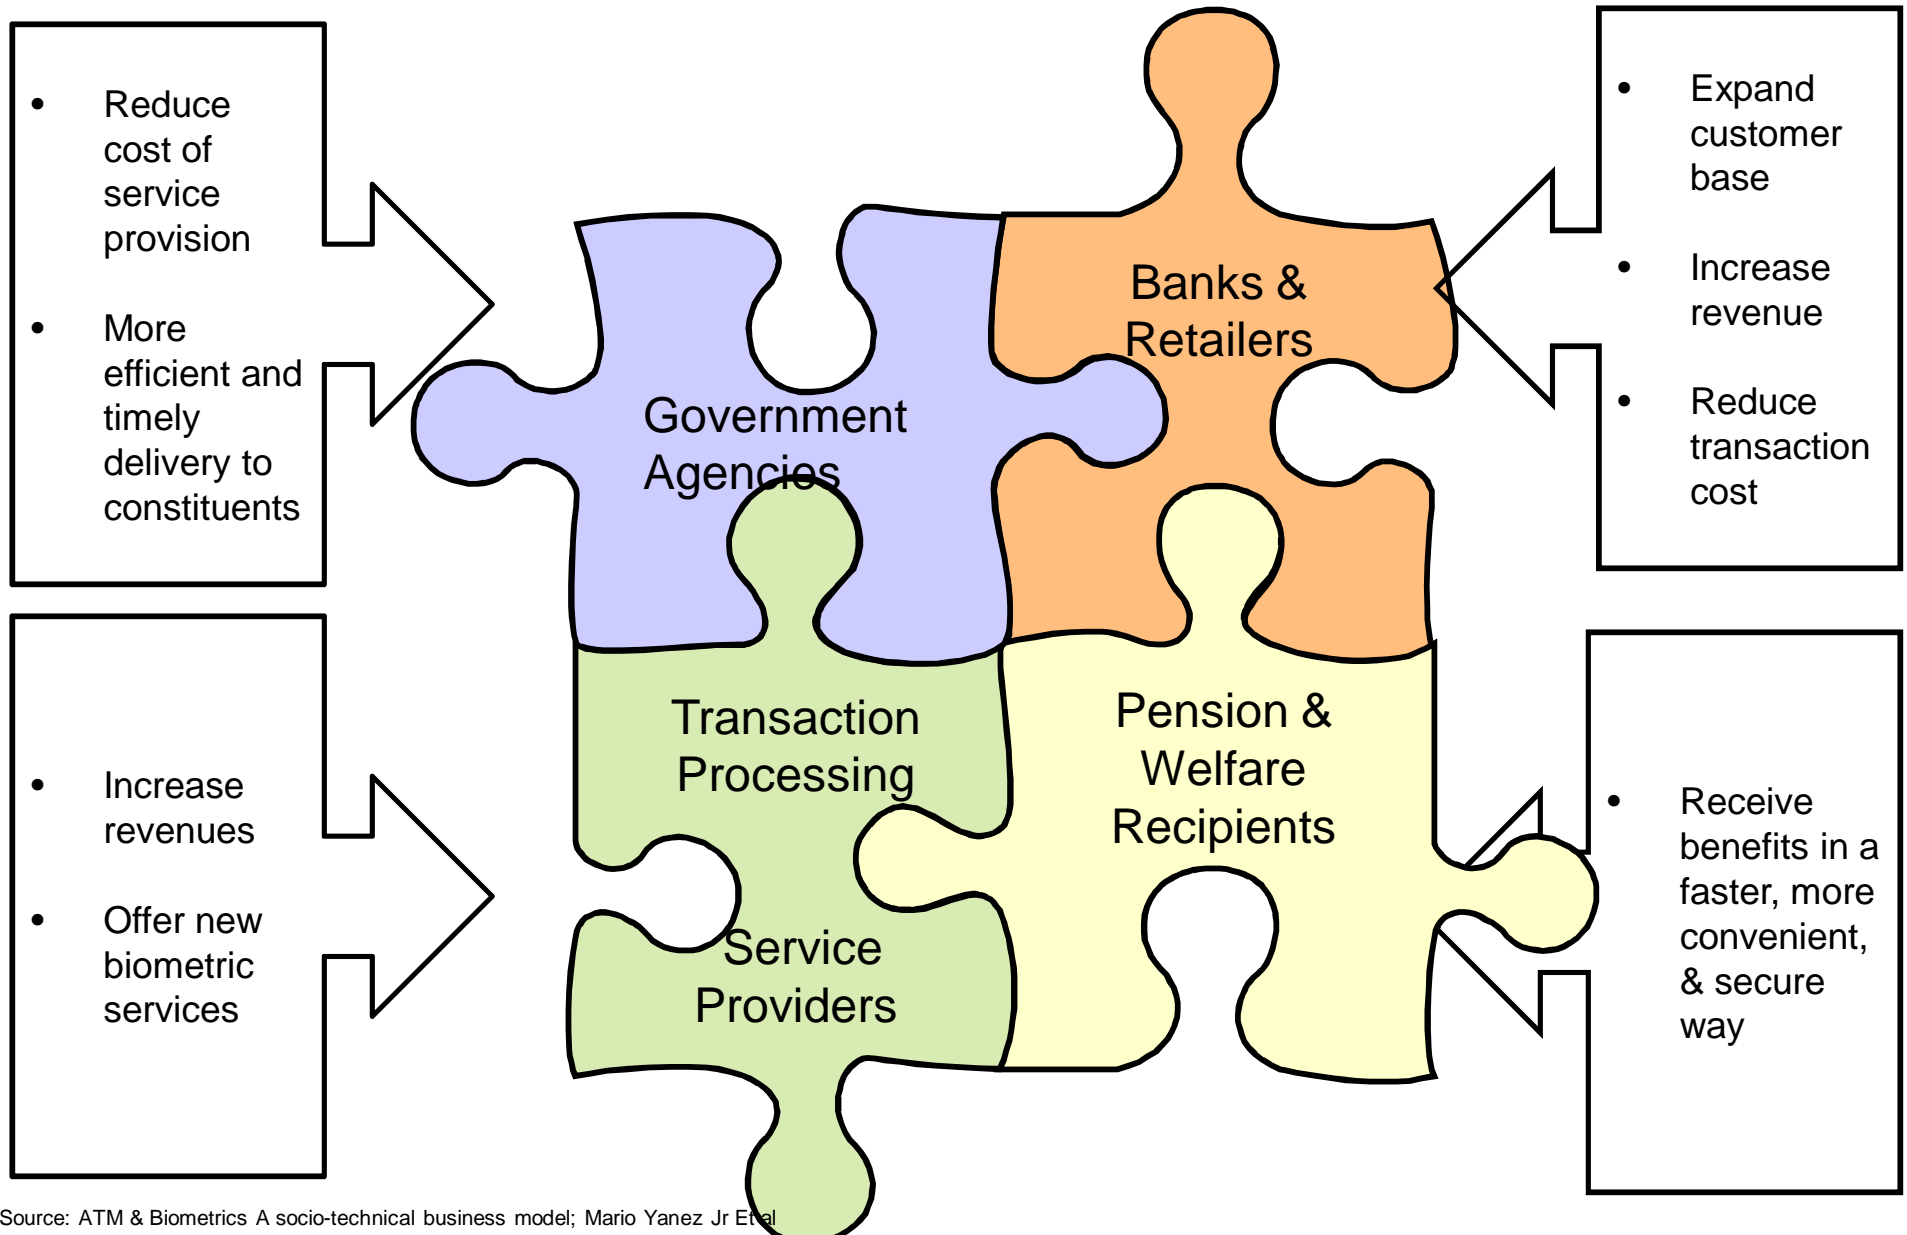 • Reduce
cost of
service
provision
• More
efficient and
timely
delivery to
constituents
Government
Agencies
Banks &
Retailers
• Expand
customer
base
• Increase
revenue
• Reduce
transaction
cost
• Increase
revenues
• Offer new
biometric
services
Transaction
Processing
Service
Providers
Pension &
Welfare
Recipients
• Receive
benefits in a
faster, more
convenient,
& secure
way
Source: ATM & Biometrics A socio-technical business model; Mario Yanez Jr Et al